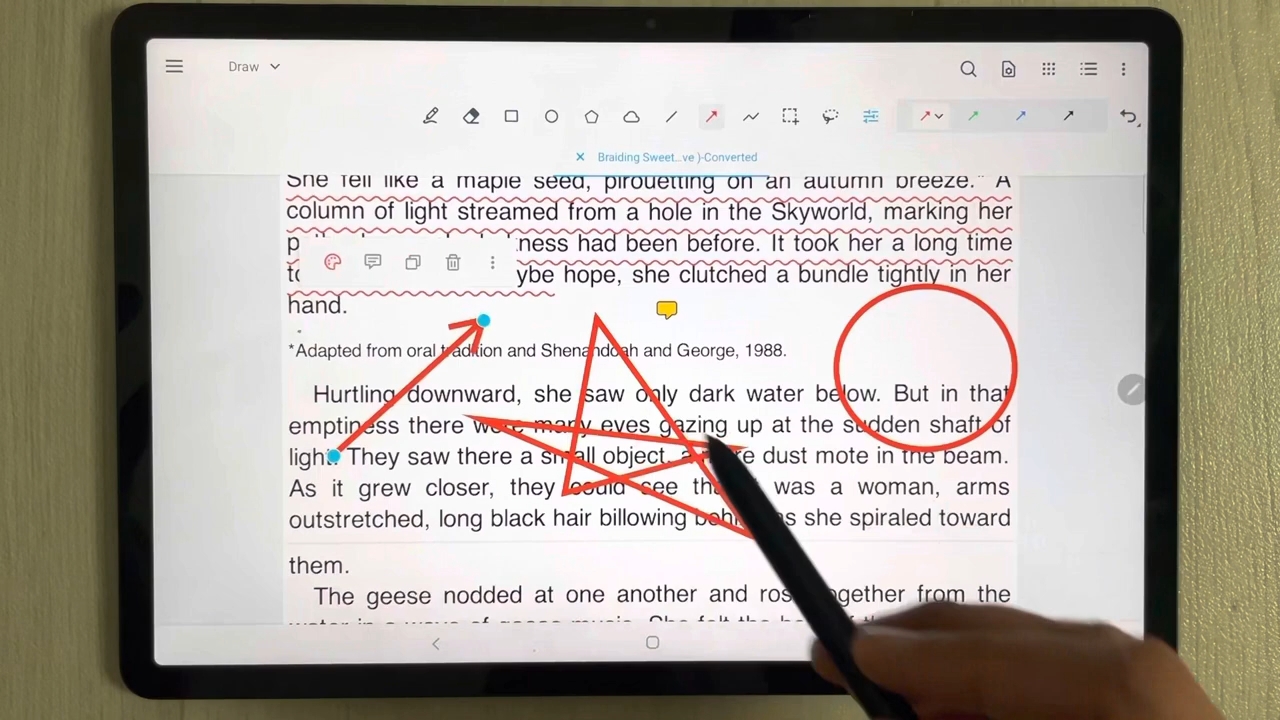 Draw
Braiding Sweet...ve )-Converted
She fell like a maple seed, pirouetting on an autumn breeze.* A
column of light streamed from a hole in the Skyworld, marking her
ness had been before. It took her a long time
ybe hope, she clutched a bundle tightly in her
hand.
*Adapted from oral tradition and Shenandoah and George, 1988.
Hurtling downward, she saw only dark water below. But in that
emptiness there were many eyes gazing up at the sudden shaft of
light. They saw there a small object, a mere dust mote in the beam.
As it grew closer, they could see that it was a woman, arms
outstretched, long black hair billowing behind as she spiraled toward
them.
The geese nodded at one another and rose together from the